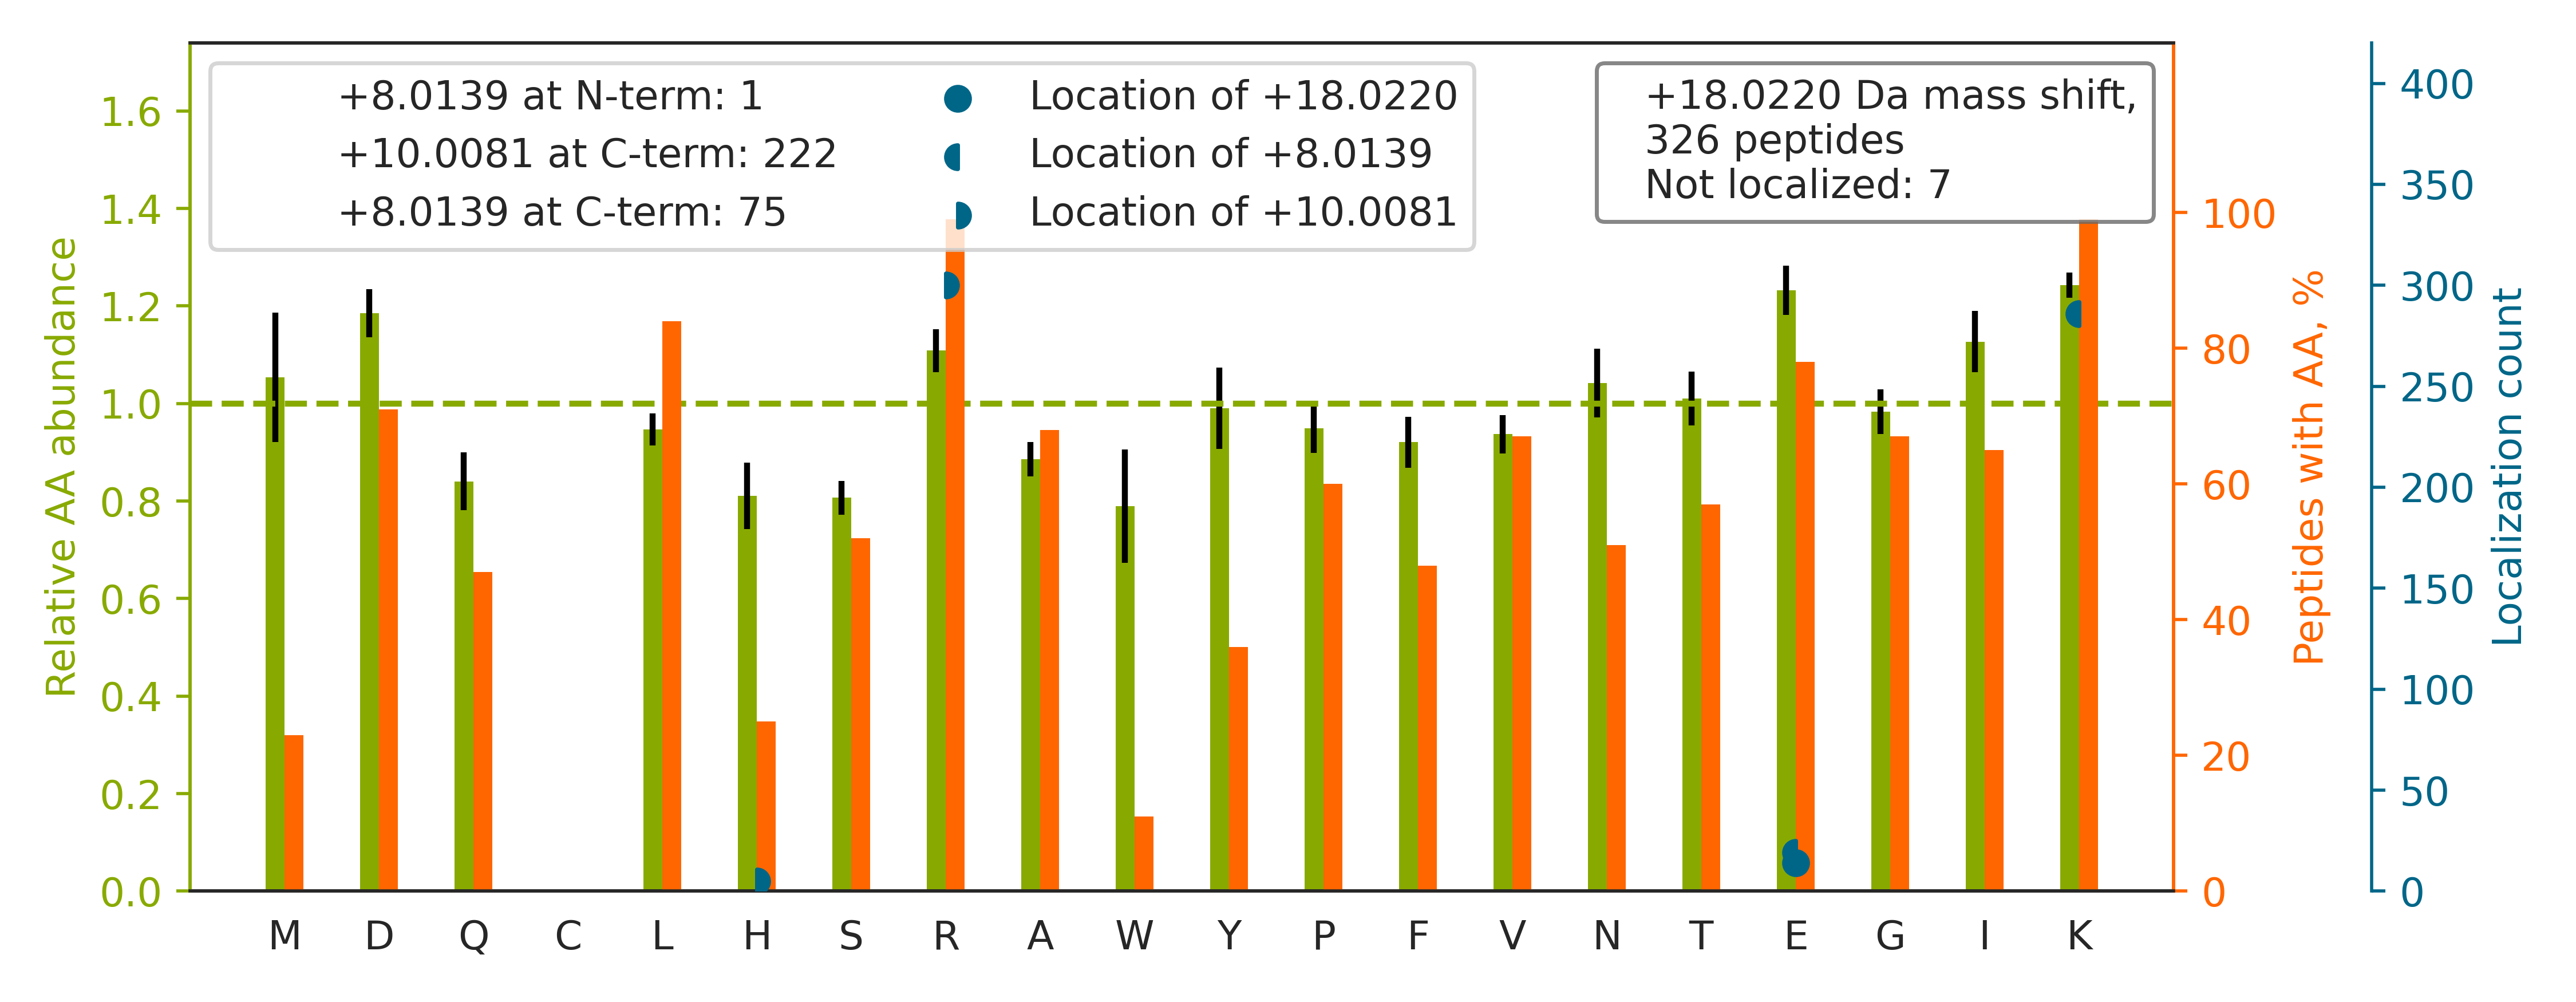 +8.0139 at N-term: 1
+10.0081 at C-term: 222
+8.0139 at C-term: 75
Location of +18.0220
Location of +8.0139
Location of +10.0081
+18.0220 Da mass shift,
326 peptides
Not localized: 7
Relative AA abundance
1.6
1.4
1.2
1.0
0.8
0.6
0.4
0.2
0.0
M D Q C L H S R A W Y P F V N T E G I K
100
80
60
40
20
0
Peptides with AA, %
400
350
300
250
200
150
100
50
0
Localization count